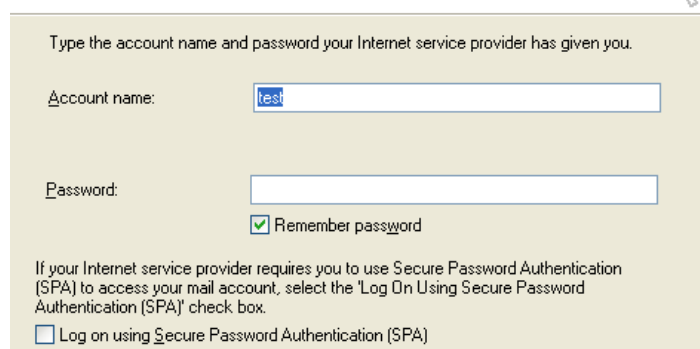 Type the account name and password your Internet service provider has given you.
Account name:
test
Password:
Remember password
If your Internet service provider requires you to use Secure Password Authentication
(SPA) to access your mail account, select the 'Log On Using Secure Password
Authentication (SPA)' check box.
Log on using Secure Password Authentication (SPA)